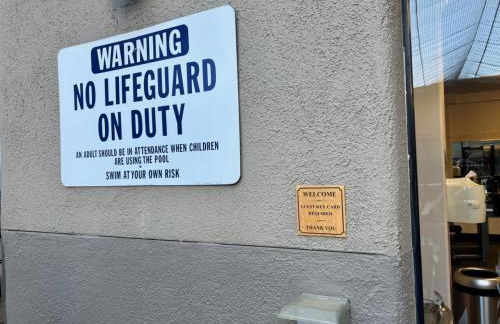 WARNING
NO LIFEGUARD
ON DUTY
AN ADULT SHOULD BE IN ATTENDANCE WHEN CHILDREN
ARE USING THE POOL
SWIM AT YOUR OWN RISK
WELCOME
GUEST KEY CARD
REQUIRED
THANK YOU